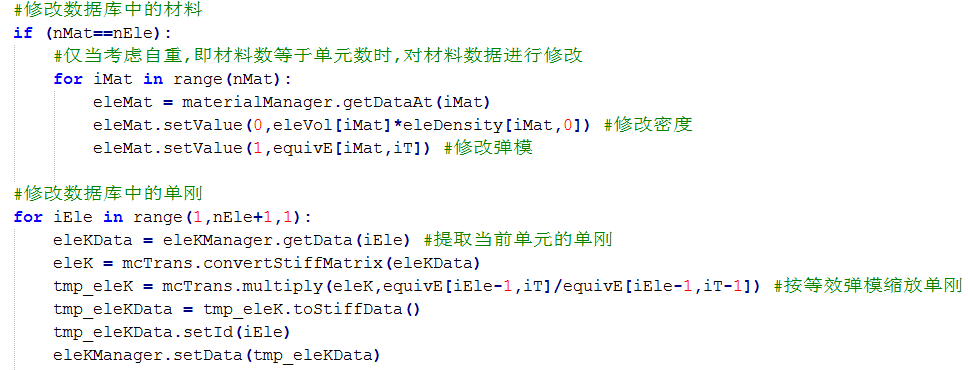 #修改数据库中的材料
if (nMat==nEle):
#仅当考虑自重,即材料数等于单元数时,对材料数据进行修改
for iMat in range(nMat):
eleMat = materialManager.getDataAt(iMat)
eleMat.setValue(0,eleVol[iMat]*eleDensity[iMat,0]) #修改密度
eleMat.setValue(1,equivE[iMat,iT]) #修改弹模
#修改数据库中的单刚
for iEle in range(1,nEle+1,1):
eleKData = eleKManager.getData(iEle) #提取当前单元的单刚
eleK = mcTrans.convertStiffMatrix(eleKData)
tmp_eleK = mcTrans.multiply(eleK,equivE[iEle-1,iT]/equivE[iEle-1,iT-1]) #按等效弹模缩放单刚
tmp_eleKData = tmp_eleK.toStiffData()
tmp_eleKData.setId(iEle)
eleKManager.setData(tmp_eleKData)